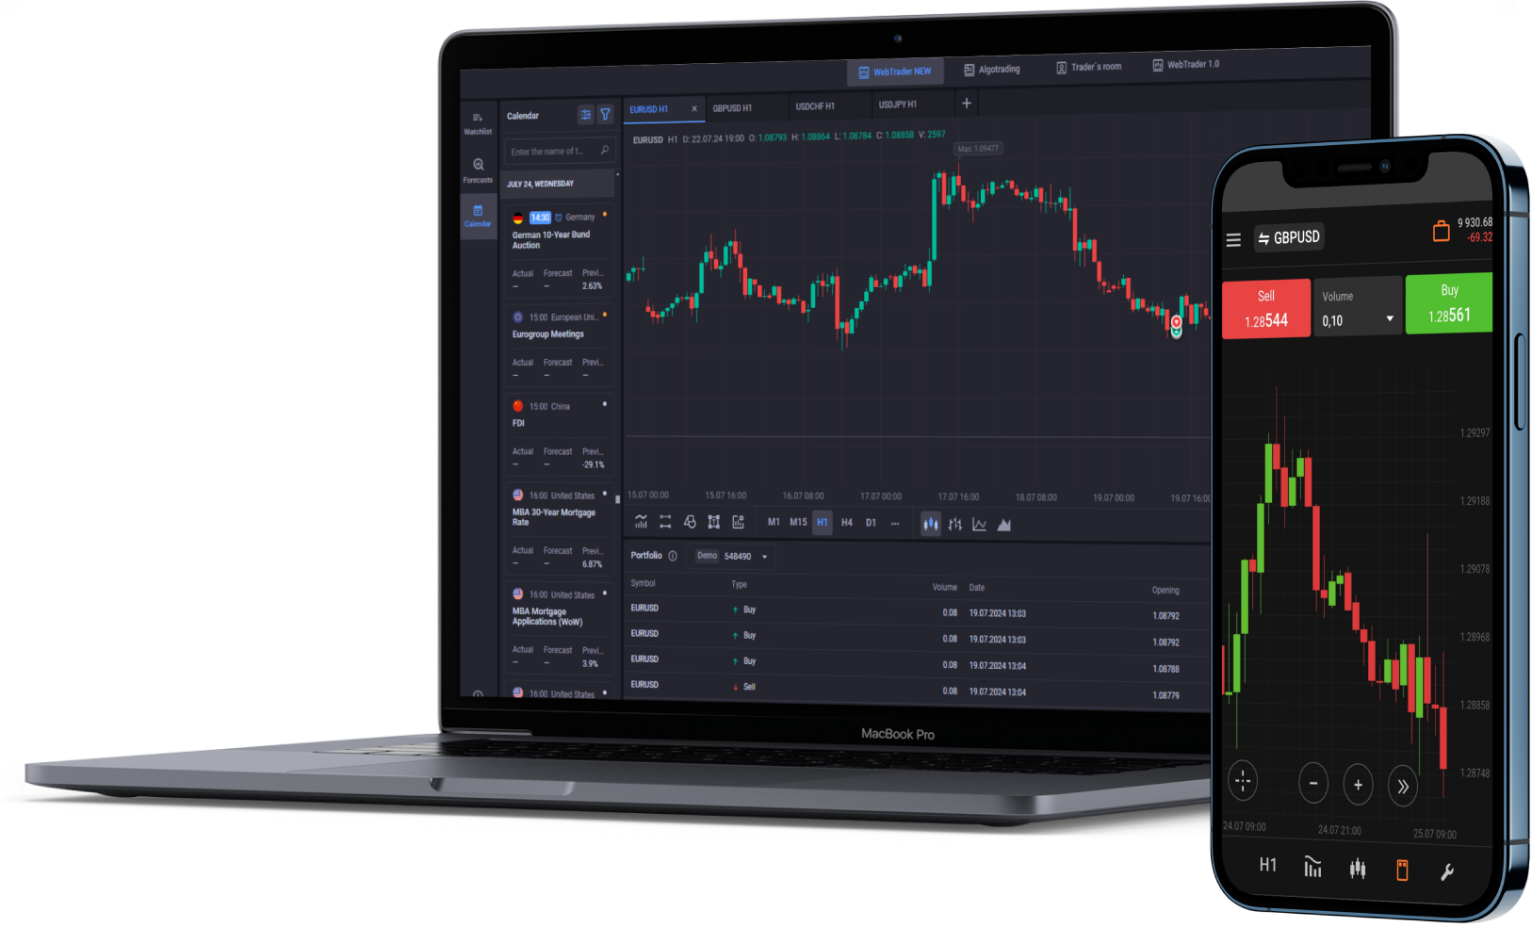 WebTrader NEW
Algotrading
Trader`s room
WebTrader 1.0
Watchlist
Forecasts
Calendar
Calendar
Enter the name of t...
JULY 24, WEDNESDAY
14:30 Germany
German 10-Year Bund
Auction
Actual Forecast Previ...
– – 2.63%
15:00 European Uni...
Eurogroup Meetings
Actual Forecast Previ...
– – –
15:00 China
FDI
Actual Forecast Previ...
– – -29.1%
16:00 United States
MBA 30-Year Mortgage
Rate
Actual Forecast Previ...
– – 6.87%
16:00 United States
MBA Mortgage
Applications (WoW)
Actual Forecast Previ...
– – 3.9%
16:00 United States
EURUSD H1 ×
GBPUSD H1
USDCHF H1
USDJPY H1
+
EURUSD H1 D: 22.07.24 19:00 O: 1.08793 H: 1.08864 L: 1.08784 C: 1.08858 V: 2597
Max: 1.09477
15.07 00:00 15.07 16:00 16.07 08:00 17.07 00:00 17.07 16:00 18.07 08:00 19.07 00:00 19.07 16:00
M1 M15 H1 H4 D1 ...
Portfolio Demo 548490
Symbol Type Volume Date Opening
EURUSD Buy 0.08 19.07.2024 13:03 1.08792
EURUSD Buy 0.08 19.07.2024 13:03 1.08792
EURUSD Buy 0.08 19.07.2024 13:04 1.08788
EURUSD Sell 0.08 19.07.2024 13:04 1.08779
MacBook Pro
GBPUSD
9 930.68
-69.32
Sell
1.28544
Volume
0,10
Buy
1.28561
1.29297
1.29188
1.29078
1.28968
1.28858
1.28748
24.07 09:00 24.07 21:00 25.07 09:00
H1